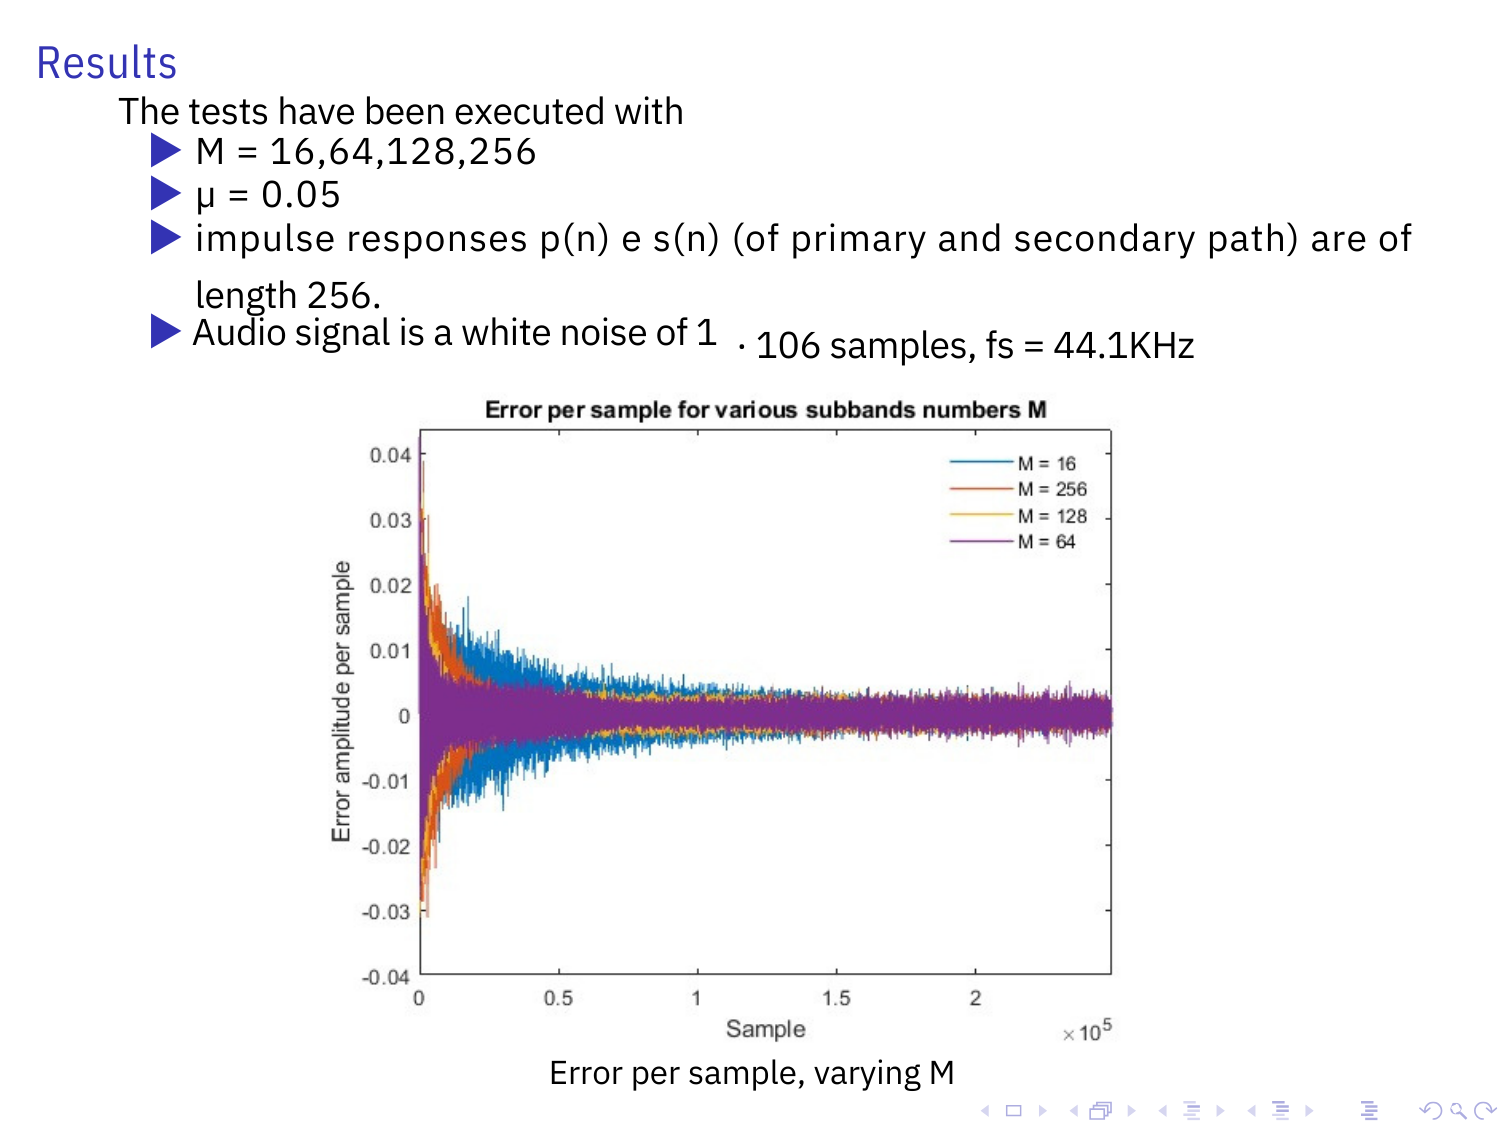 Results
The tests have been executed with
▶ M = 16,64,128,256
▶ µ = 0.05
▶ impulse responses p(n) e s(n) (of primary and secondary path) are of
length 256.
▶ Audio signal is a white noise of 1 · 106 samples, fs = 44.1KHz
Error per sample for various subbands numbers M
0.04
0.03
0.02
0.01
0
-0.01
-0.02
-0.03
-0.04
Error amplitude per sample
M = 16
M = 256
M = 128
M = 64
0 0.5 1 1.5 2
Sample
×10⁵
Error per sample, varying M